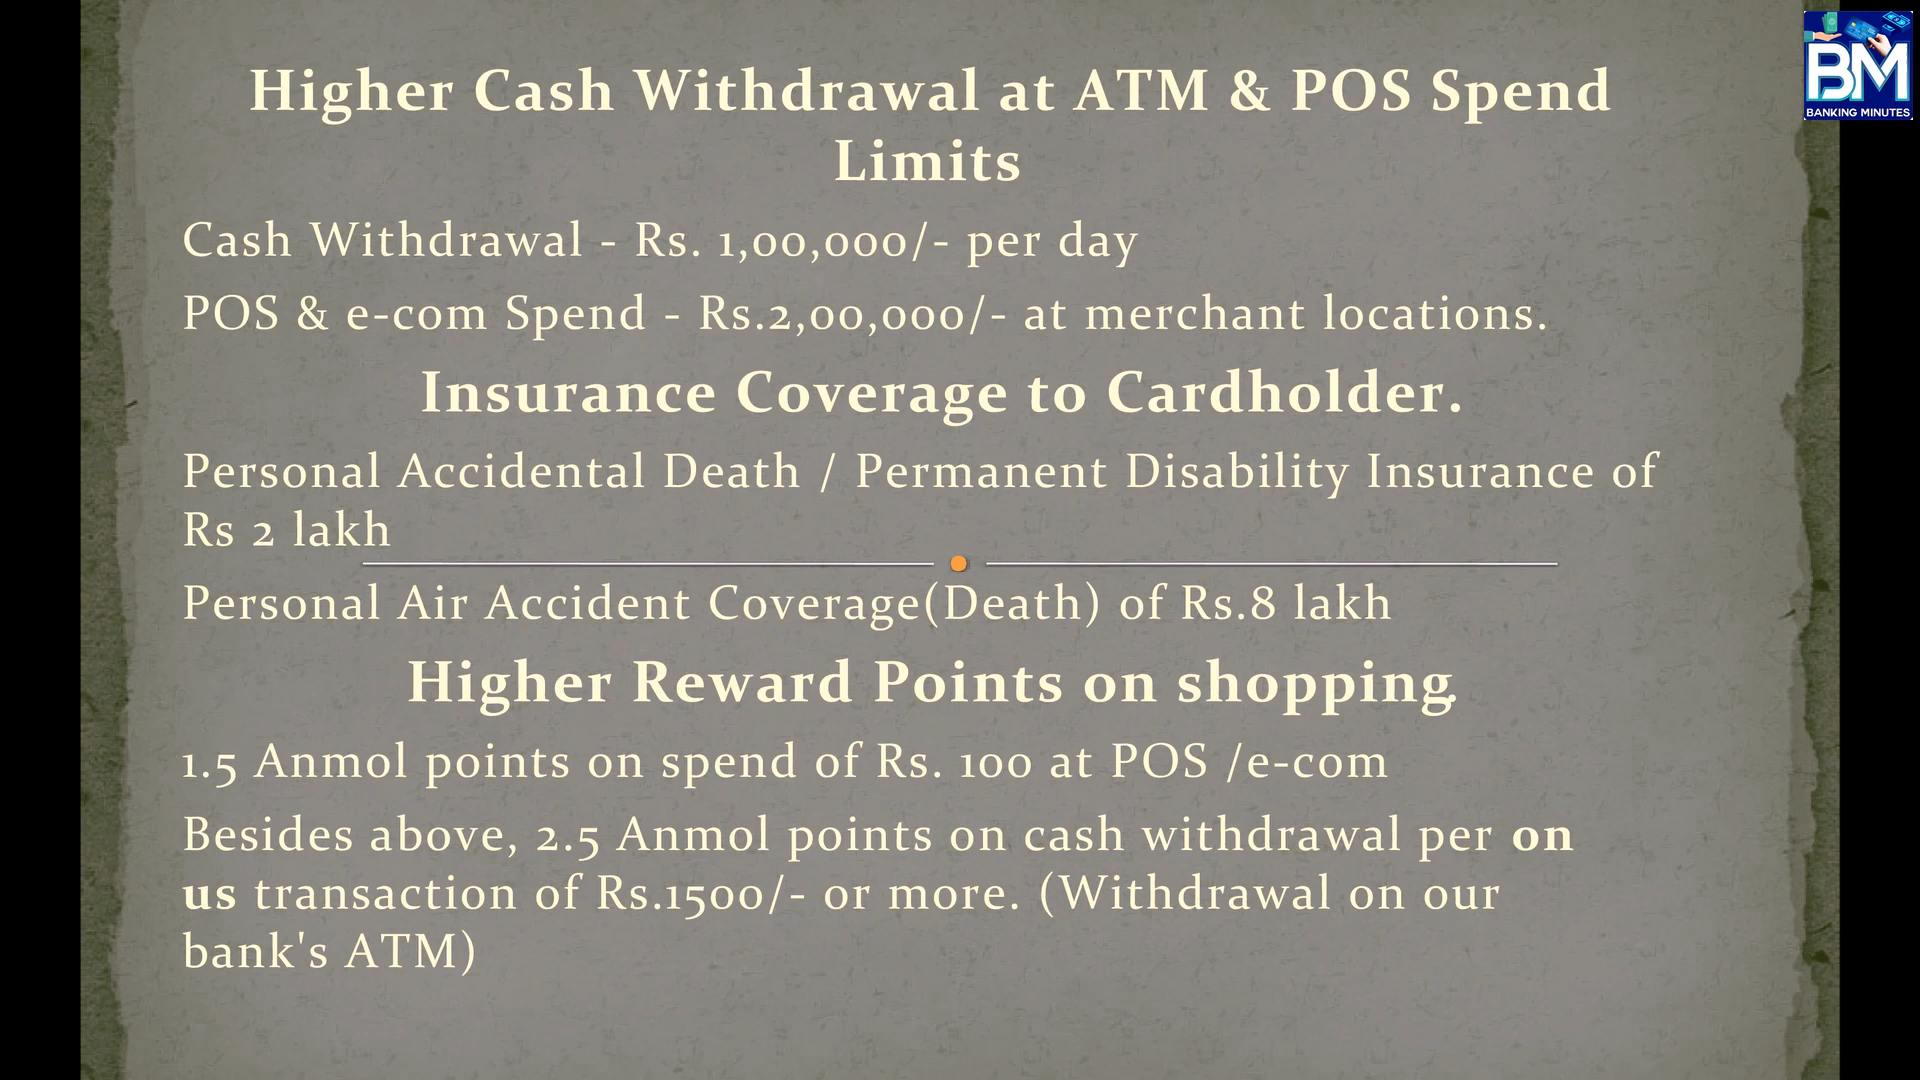 BM
BANKING MINUTES
Higher Cash Withdrawal at ATM & POS Spend
Limits
Cash Withdrawal - Rs. 1,00,000/- per day
POS & e-com Spend - Rs.2,00,000/- at merchant locations.
Insurance Coverage to Cardholder.
Personal Accidental Death / Permanent Disability Insurance of
Rs 2 lakh
Personal Air Accident Coverage(Death) of Rs.8 lakh
Higher Reward Points on shopping.
1.5 Anmol points on spend of Rs. 100 at POS /e-com
Besides above, 2.5 Anmol points on cash withdrawal per on
us transaction of Rs.1500/- or more. (Withdrawal on our
bank's ATM)